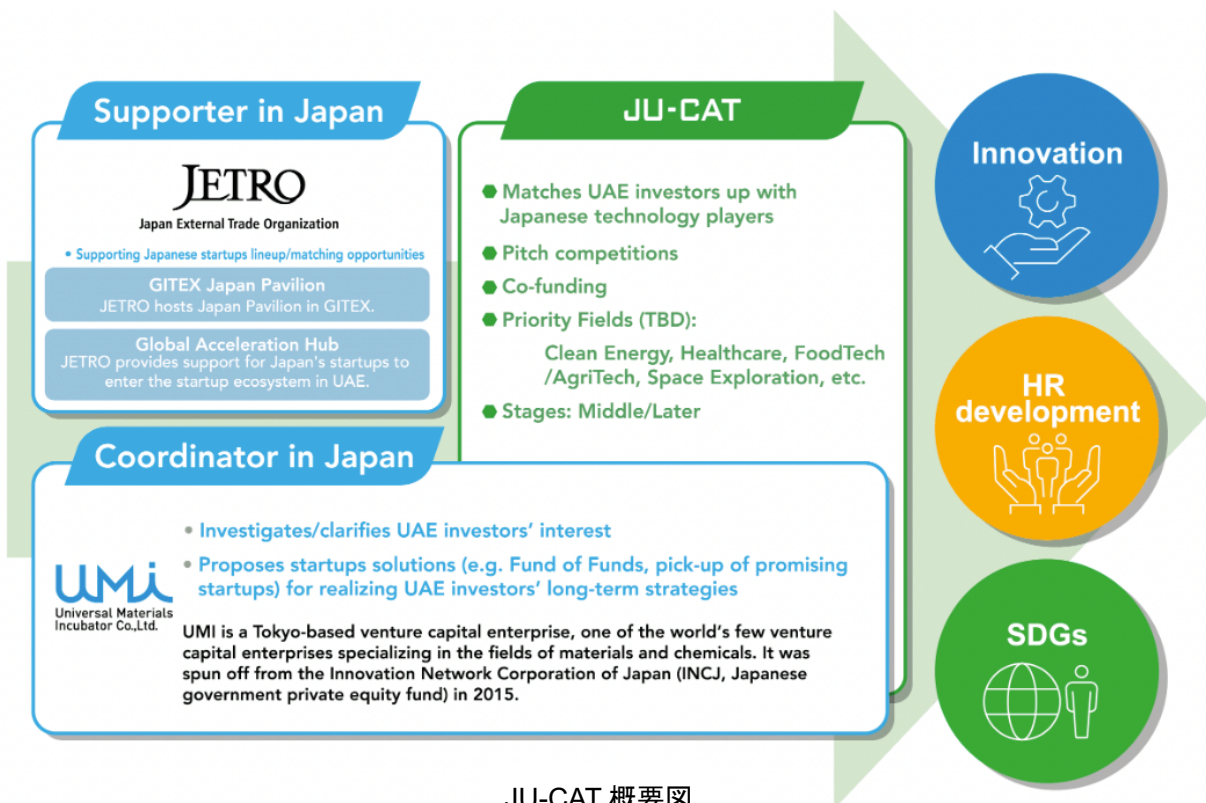 Supporter in Japan
JETRO
Japan External Trade Organization
• Supporting Japanese startups lineup/matching opportunities
GITEX Japan Pavilion
JETRO hosts Japan Pavilion in GITEX.
Global Acceleration Hub
JETRO provides support for Japan's startups to
enter the startup ecosystem in UAE.
JU-CAT
Matches UAE investors up with
Japanese technology players
Pitch competitions
Co-funding
Priority Fields (TBD):
Clean Energy, Healthcare, FoodTech
/AgriTech, Space Exploration, etc.
Stages: Middle/Later
Coordinator in Japan
UMi
Universal Materials
Incubator Co.,Ltd.
• Investigates/clarifies UAE investors’ interest
• Proposes startups solutions (e.g. Fund of Funds, pick-up of promising
startups) for realizing UAE investors’ long-term strategies
UMI is a Tokyo-based venture capital enterprise, one of the world's few venture
capital enterprises specializing in the fields of materials and chemicals. It was
spun off from the Innovation Network Corporation of Japan (INCJ, Japanese
government private equity fund) in 2015.
Innovation
HR
development
SDGs
JU-CAT 概要図